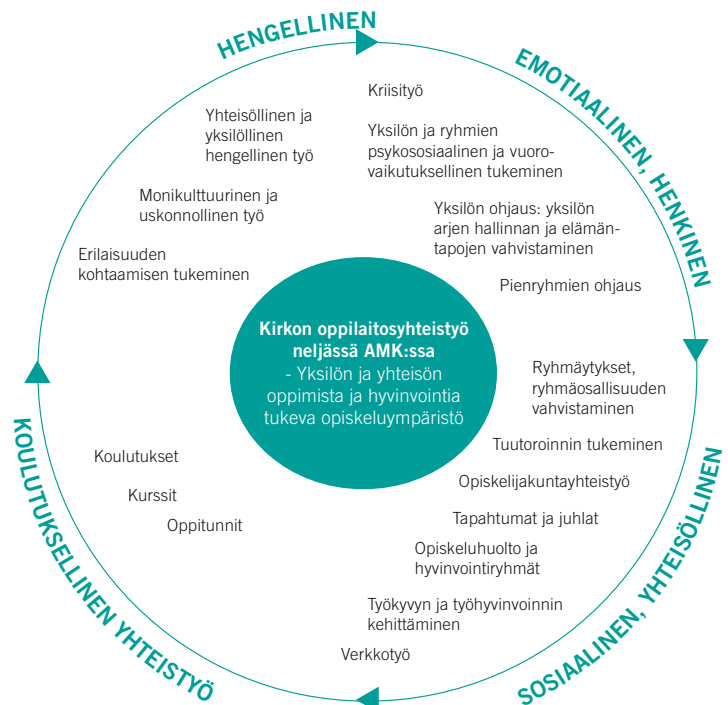 HENGELLINEN
EMOTIAALINEN, HENKINEN
Kriisityö
Yhteisöllinen ja
yksilöllinen
hengellinen työ
Yksilön ja ryhmien
psykososiaalinen ja vuoro-
vaikutuksellinen tukeminen
Monikulttuurinen ja
uskonnollinen työ
Yksilön ohjaus: yksilön
arjen hallinnan ja elämän-
tapojen vahvistaminen
Erilaisuuden
kohtaamisen tukeminen
Pienryhmien ohjaus
Kirkon oppilaitosyhteistyö
neljässä AMK:ssa
- Yksilön ja yhteisön
oppimista ja hyvinvointia
tukeva opiskeluympäristö
Ryhmäytykset,
ryhmäosallisuuden
vahvistaminen
Tuutoroinnin tukeminen
Opiskelijakuntayhteistyö
Tapahtumat ja juhlat
Opiskeluhuolto ja
hyvinvointiryhmät
Työkyvyn ja työhyvinvoinnin
kehittäminen
Verkkotyö
SOSIAALINEN, YHTEISÖLLINEN
Koulutukset
Kurssit
Oppitunnit
KOULUTUKSELLINEN YHTEISTYÖ